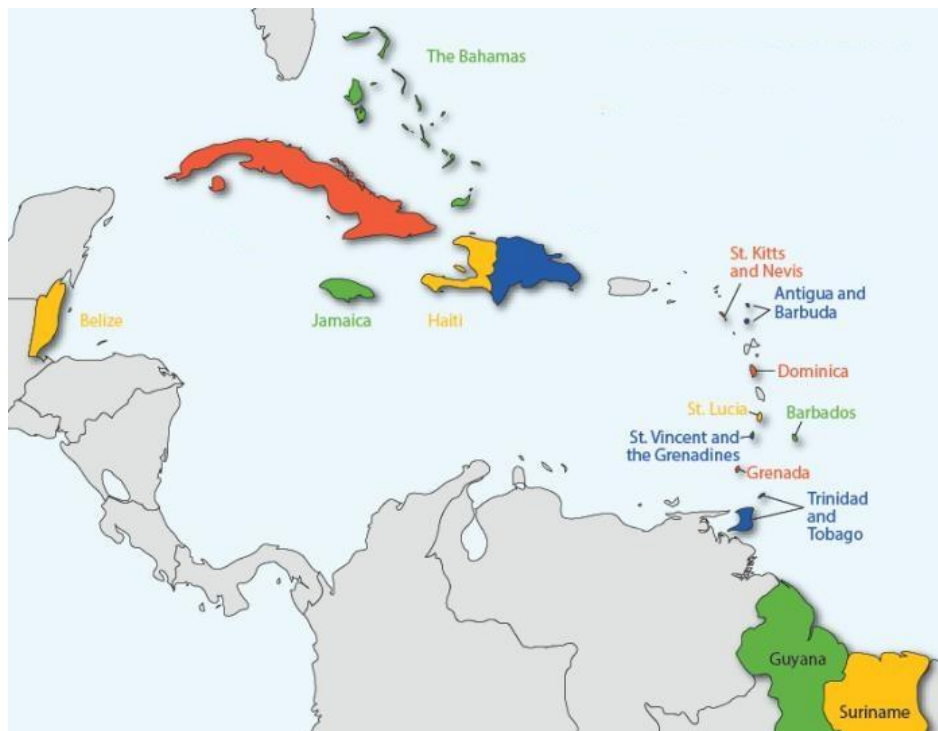 The Bahamas
St. Kitts
and Nevis
Antigua and
Barbuda
Belize
Jamaica
Haiti
Dominica
St. Lucia
Barbados
St. Vincent and
the Grenadines
Grenada
Trinidad
and
Tobago
Guyana
Suriname